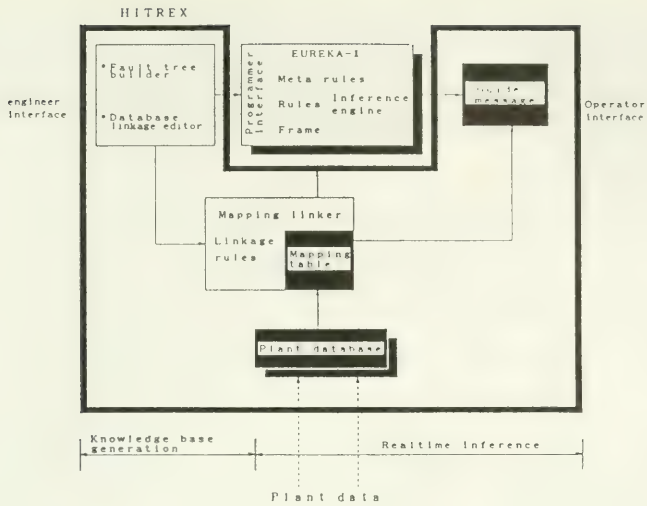 HITREX
engineer
interface
* Fault tree
builder
* Database
linkage editor
Programmer
Interface
EUREKA-I
Meta rules
Rules
Inference
engine
Frame
message
Operator
interface
Mapping linker
Linkage
rules
Mapping
table
Plant database
Knowledge base
generation
Realtime inference
Plant data